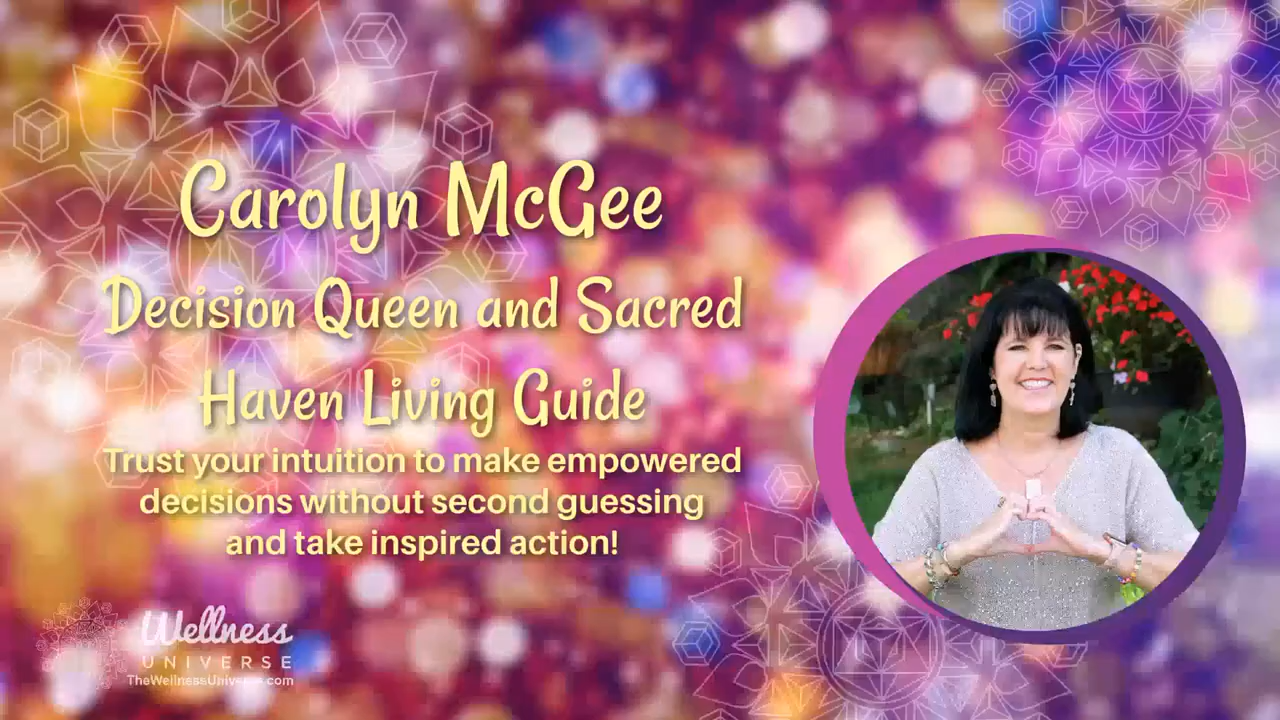 Carolyn McGee
Decision Queen and Sacred
Haven Living Guide
Trust your intuition to make empowered
decisions without second guessing
and take inspired action!
Wellness
UNIVERSE
TheWellnessUniverse.com